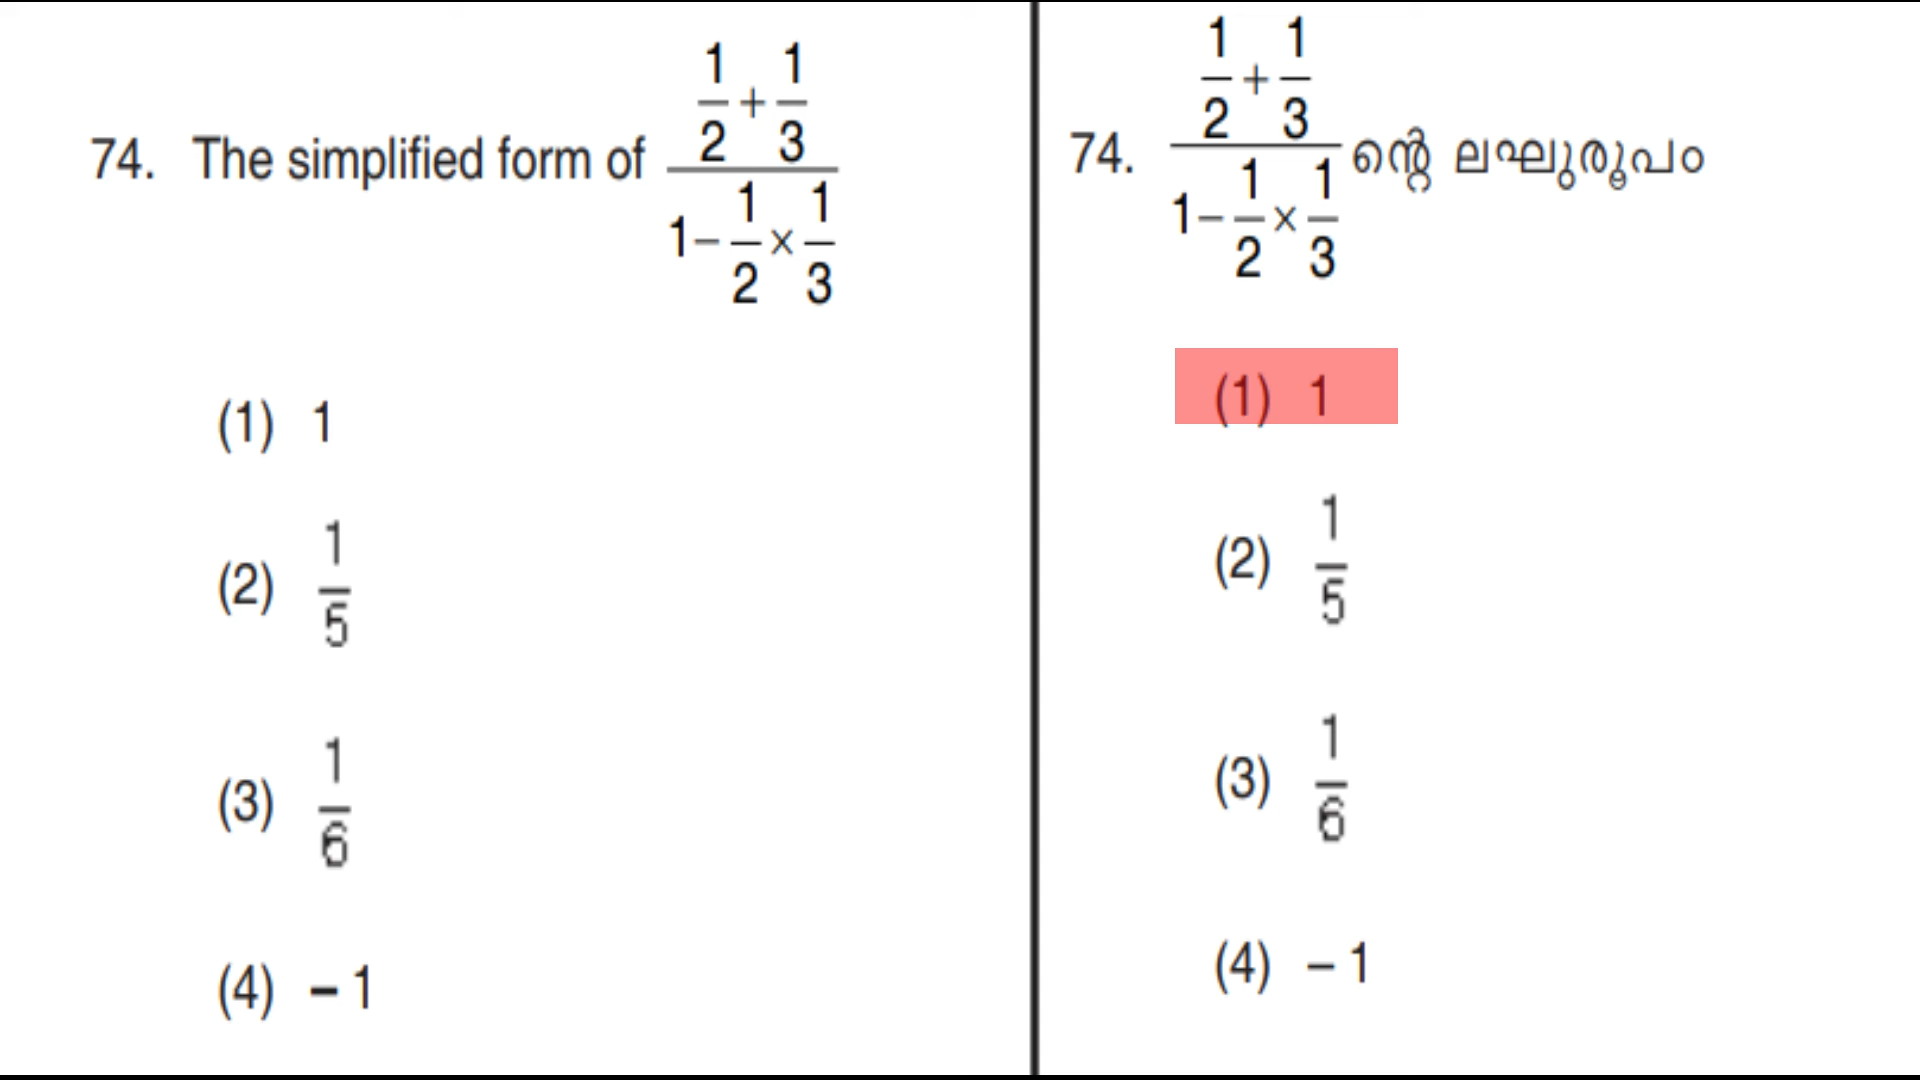 74. The simplified form of (1/2 + 1/3) / (1 − 1/2 × 1/3)
(1) 1
(2) 1/5
(3) 1/6
(4) − 1
74. (1/2 + 1/3) / (1 − 1/2 × 1/3) ന്റെ ലഘുരൂപം
(1) 1
(2) 1/5
(3) 1/6
(4) − 1